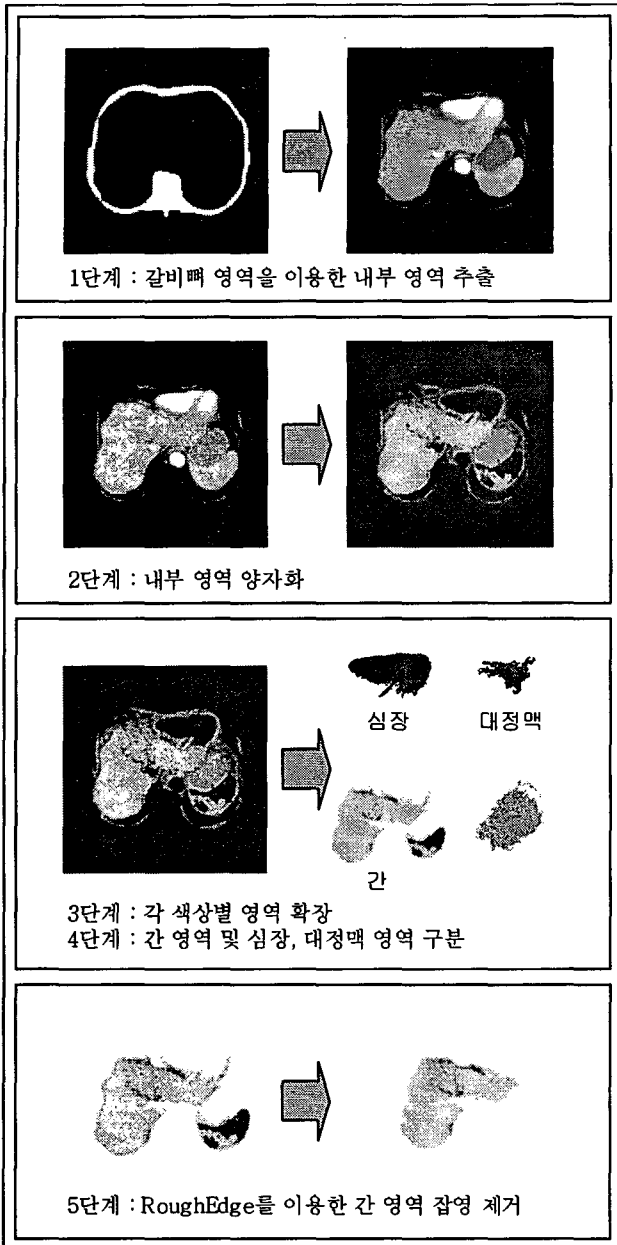 1단계 : 갈비뼈 영역을 이용한 내부 영역 추출
2단계 : 내부 영역 양자화
심장 대정맥
간
3단계 : 각 색상별 영역 확장
4단계 : 간 영역 및 심장, 대정맥 영역 구분
5단계 : RoughEdge를 이용한 간 영역 잡영 제거